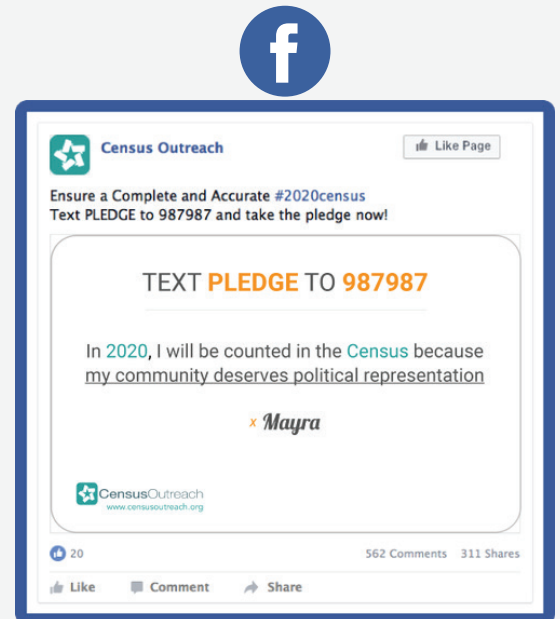 f
Census Outreach
Like Page
Ensure a Complete and Accurate #2020census
Text PLEDGE to 987987 and take the pledge now!
TEXT PLEDGE TO 987987
In 2020, I will be counted in the Census because
my community deserves political representation
x Mayra
CensusOutreach
www.censusoutreach.org
20 562 Comments 311 Shares
Like Comment Share